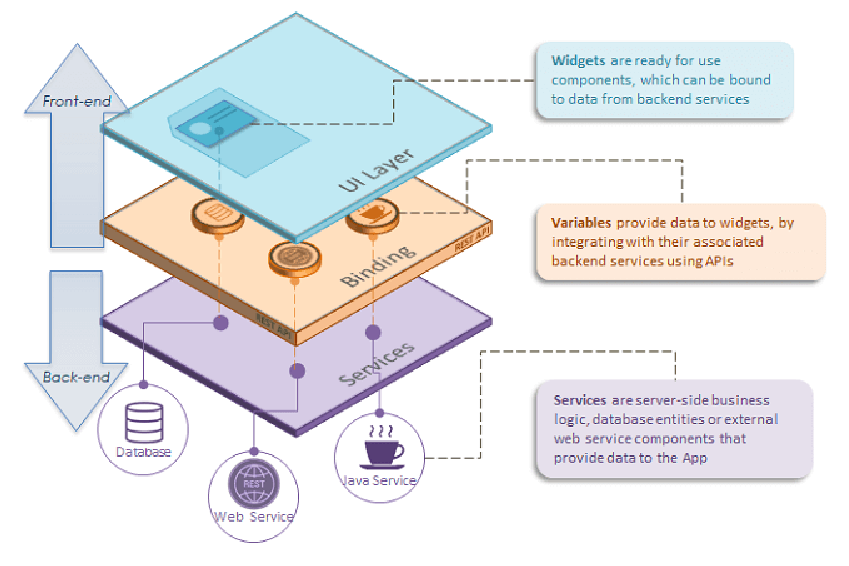 Front-end
Widgets are ready for use
components, which can be bound
to data from backend services
UI Layer
Variables provide data to widgets, by
integrating with their associated
backend services using APIs
REST API
Binding
REST API
Back-end
Services
Services are server-side business
logic, database entities or external
web service components that
provide data to the App
Database
REST
Web Service
Java Service